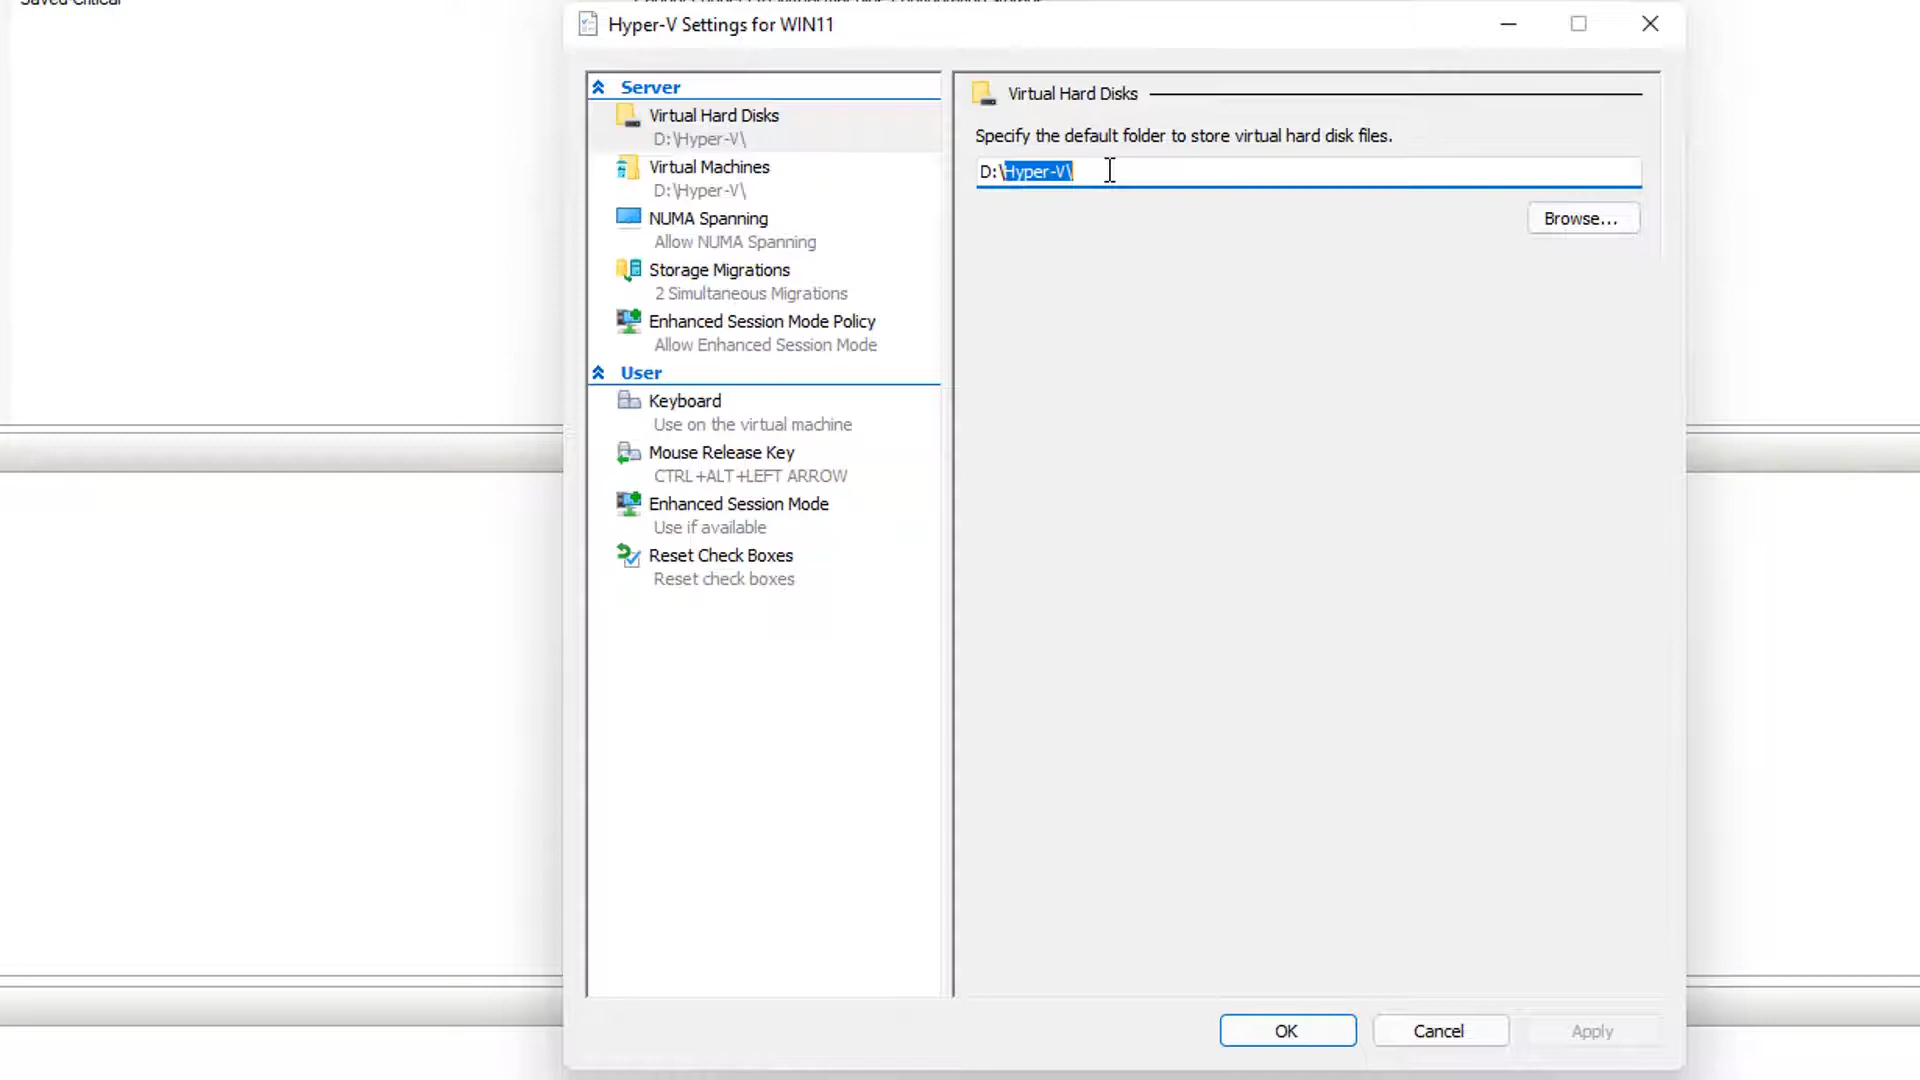 Saved-Critical
Hyper-V Settings for WIN11
Server
Virtual Hard Disks
D:\Hyper-V\
Virtual Machines
D:\Hyper-V\
NUMA Spanning
Allow NUMA Spanning
Storage Migrations
2 Simultaneous Migrations
Enhanced Session Mode Policy
Allow Enhanced Session Mode
User
Keyboard
Use on the virtual machine
Mouse Release Key
CTRL+ALT+LEFT ARROW
Enhanced Session Mode
Use if available
Reset Check Boxes
Reset check boxes
Virtual Hard Disks
Specify the default folder to store virtual hard disk files.
D:\Hyper-V\
Browse...
OK
Cancel
Apply